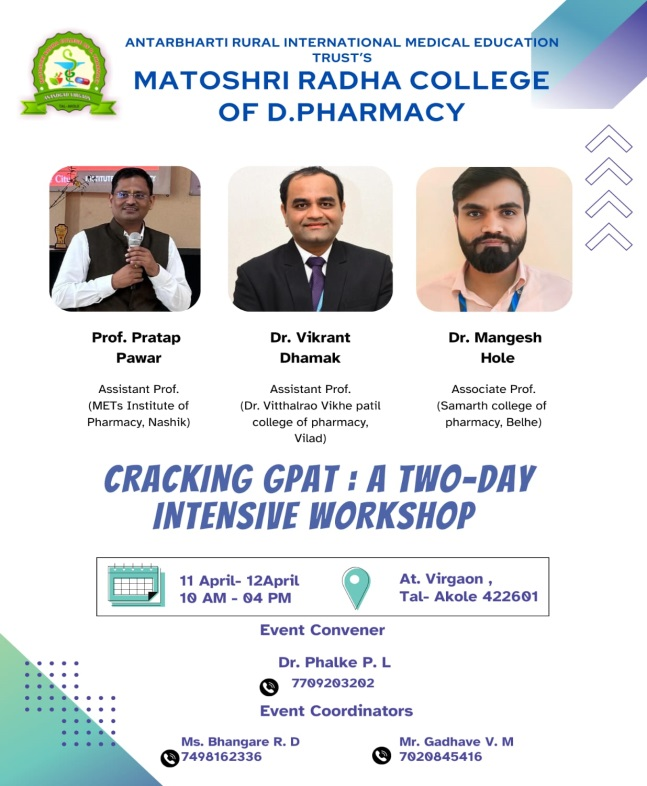 ANTARBHARTI RURAL INTERNATIONAL MEDICAL EDUCATION
TRUST'S
MATOSHRI RADHA COLLEGE
OF D.PHARMACY
Prof. Pratap
Pawar
Assistant Prof.
(METs Institute of
Pharmacy, Nashik)
Dr. Vikrant
Dhamak
Assistant Prof.
(Dr. Vitthalrao Vikhe patil
college of pharmacy,
Vilad)
Dr. Mangesh
Hole
Associate Prof.
(Samarth college of
pharmacy, Belhe)
CRACKING GPAT : A TWO-DAY
INTENSIVE WORKSHOP
11 April- 12April
10 AM - 04 PM
At. Virgaon ,
Tal- Akole 422601
Event Convener
Dr. Phalke P. L
7709203202
Event Coordinators
Ms. Bhangare R. D
7498162336
Mr. Gadhave V. M
7020845416